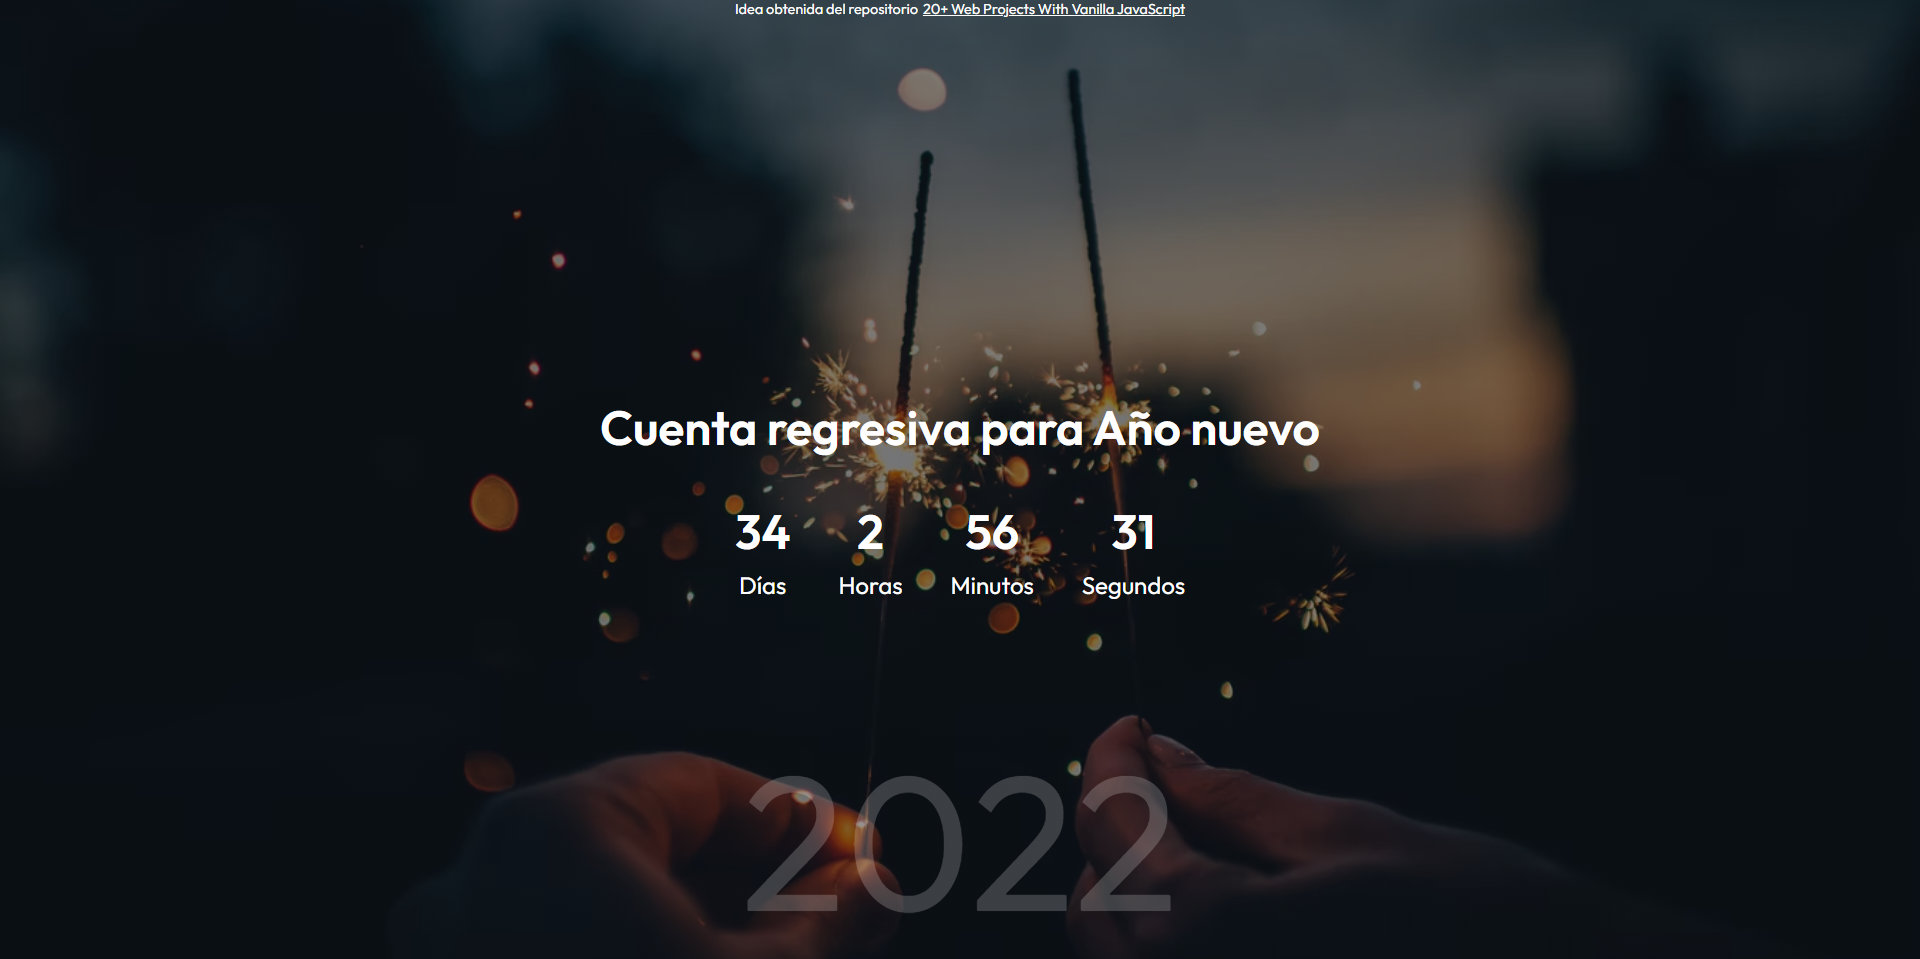 Idea obtenida del repositorio 20+ Web Projects With Vanilla JavaScript
Cuenta regresiva para Año nuevo
34 2 56 31
Días Horas Minutos Segundos
2022